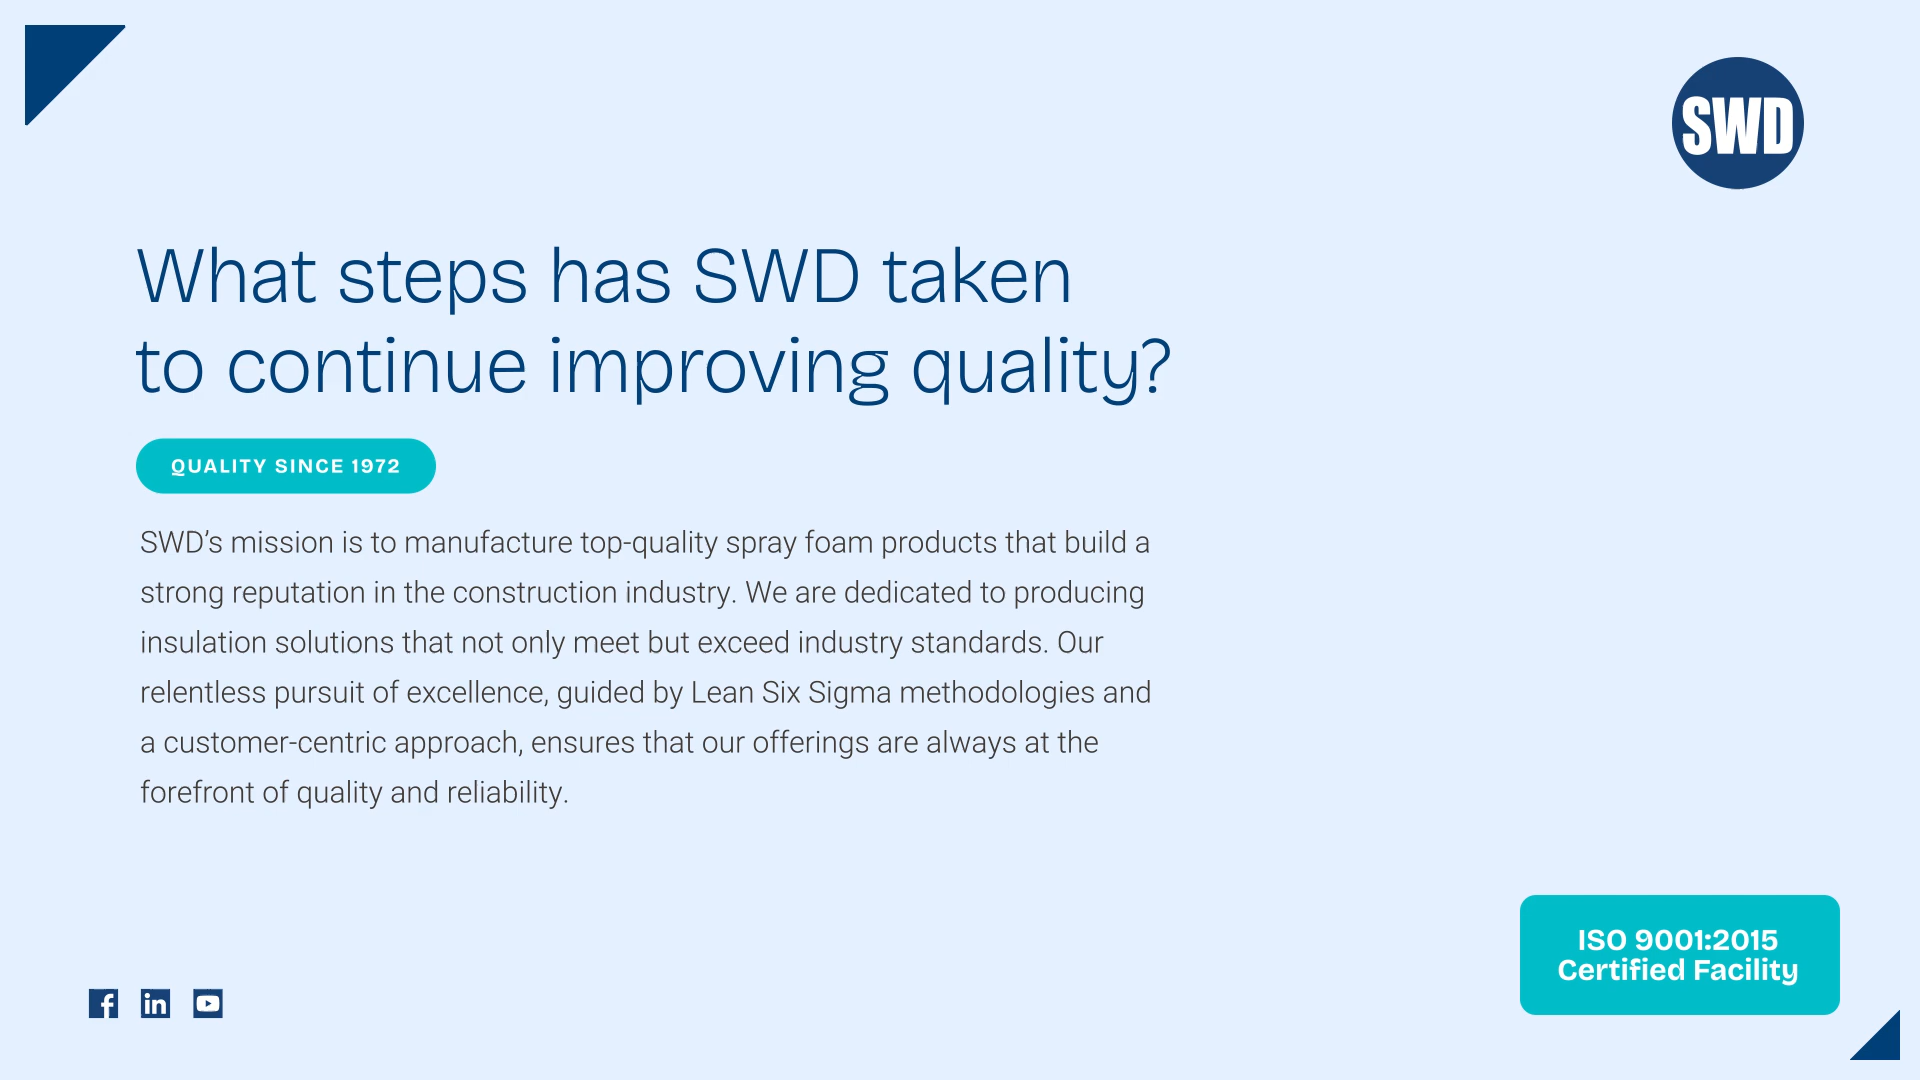 SWD
What steps has SWD taken
to continue improving quality?
QUALITY SINCE 1972
SWD’s mission is to manufacture top-quality spray foam products that build a
strong reputation in the construction industry. We are dedicated to producing
insulation solutions that not only meet but exceed industry standards. Our
relentless pursuit of excellence, guided by Lean Six Sigma methodologies and
a customer-centric approach, ensures that our offerings are always at the
forefront of quality and reliability.
ISO 9001:2015
Certified Facility